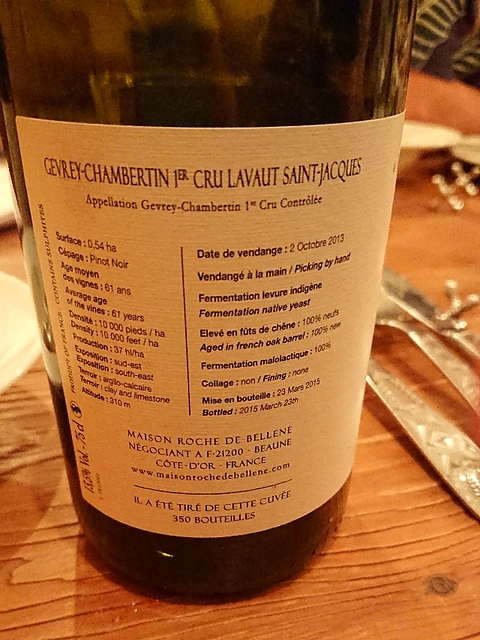 GEVREY-CHAMBERTIN 1ER CRU LAVAUT SAINT-JACQUES
Appellation Gevrey-Chambertin 1er Cru Contrôlée
Surface : 0,54 ha
Cépage : Pinot Noir
Age moyen
des vignes : 61 ans
Average age
of the vines : 61 years
Densité : 10 000 pieds / ha
Density : 10 000 feet / ha
Production : 37 hl/ha
Exposition : sud-est
Exposition : south-east
Terroir : argilo-calcaire
Terroir : clay and limestone
Altitude : 310 m
Date de vendange : 2 Octobre 2013
Vendangé à la main / Picking by hand
Fermentation levure indigène
Fermentation native yeast
Elevé en fûts de chêne : 100% neufs
Aged in french oak barrel : 100% new
Fermentation malolactique : 100%
Collage : non / Fining : none
Mise en bouteille : 23 Mars 2015
Bottled : 2015 March 23th
PRODUCT OF FRANCE - CONTAINS SULPHITES
75 cl
MAISON ROCHE DE BELLENE
NÉGOCIANT A F-21200 - BEAUNE
CÔTE-D'OR - FRANCE
www.maisonrochedebellene.com
IL A ÉTÉ TIRÉ DE CETTE CUVÉE
350 BOUTEILLES